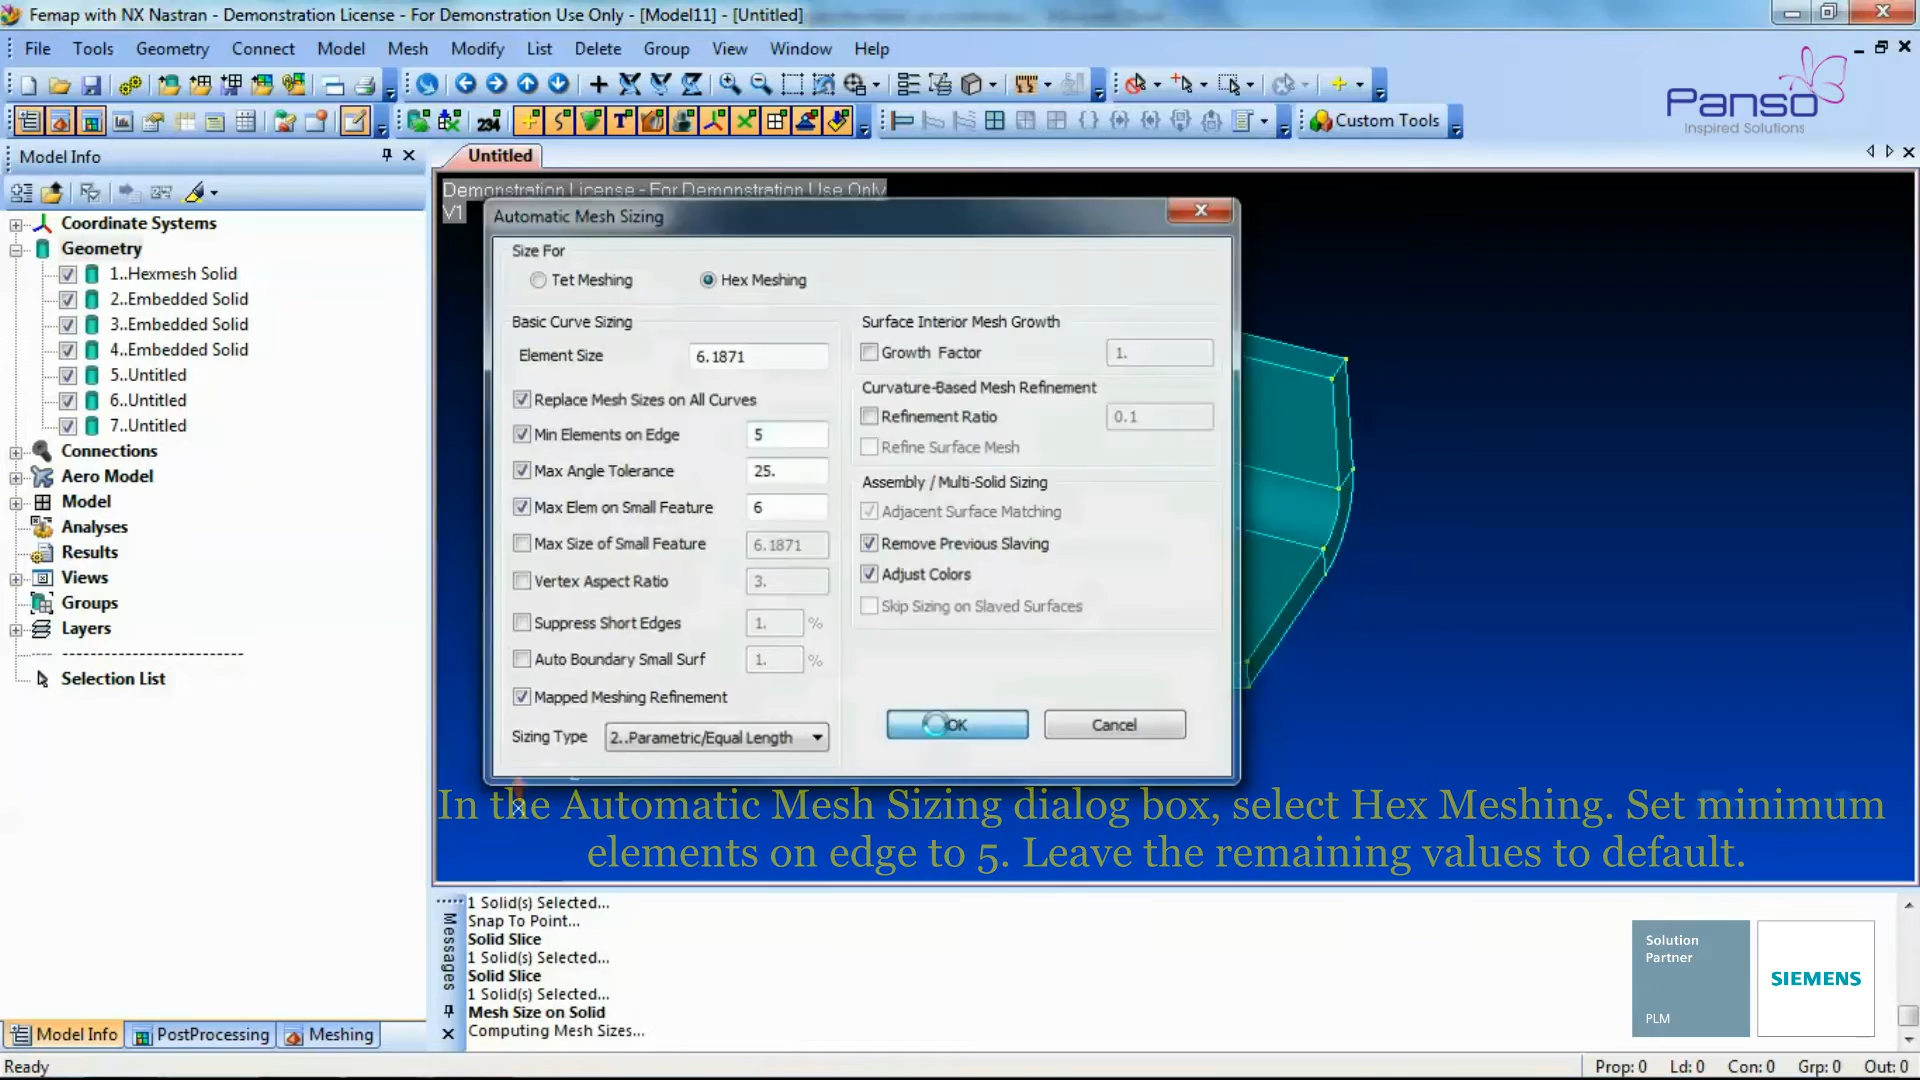 Femap with NX Nastran - Demonstration License - For Demonstration Use Only - [Model11] - [Untitled]
File Tools Geometry Connect Model Mesh Modify List Delete Group View Window Help
234
Custom Tools
Panso
Inspired Solutions
Model Info
Untitled
Demonstration License - For Demonstration Use Only
V1
Coordinate Systems
Geometry
1..Hexmesh Solid
2..Embedded Solid
3..Embedded Solid
4..Embedded Solid
5..Untitled
6..Untitled
7..Untitled
Connections
Aero Model
Model
Analyses
Results
Views
Groups
Layers
Selection List
Automatic Mesh Sizing
Size For
Tet Meshing Hex Meshing
Basic Curve Sizing
Element Size 6.1871
Replace Mesh Sizes on All Curves
Min Elements on Edge 5
Max Angle Tolerance 25.
Max Elem on Small Feature 6
Max Size of Small Feature 6.1871
Vertex Aspect Ratio 3.
Suppress Short Edges 1. %
Auto Boundary Small Surf 1. %
Mapped Meshing Refinement
Sizing Type 2..Parametric/Equal Length
Surface Interior Mesh Growth
Growth Factor 1.
Curvature-Based Mesh Refinement
Refinement Ratio 0.1
Refine Surface Mesh
Assembly / Multi-Solid Sizing
Adjacent Surface Matching
Remove Previous Slaving
Adjust Colors
Skip Sizing on Slaved Surfaces
OK Cancel
X
In the Automatic Mesh Sizing dialog box, select Hex Meshing. Set minimum
elements on edge to 5. Leave the remaining values to default.
Messages
1 Solid(s) Selected...
Snap To Point...
Solid Slice
1 Solid(s) Selected...
Solid Slice
1 Solid(s) Selected...
Mesh Size on Solid
Computing Mesh Sizes...
Solution
Partner
PLM
SIEMENS
Model Info PostProcessing Meshing
Ready
Prop: 0 Ld: 0 Con: 0 Grp: 0 Out: 0